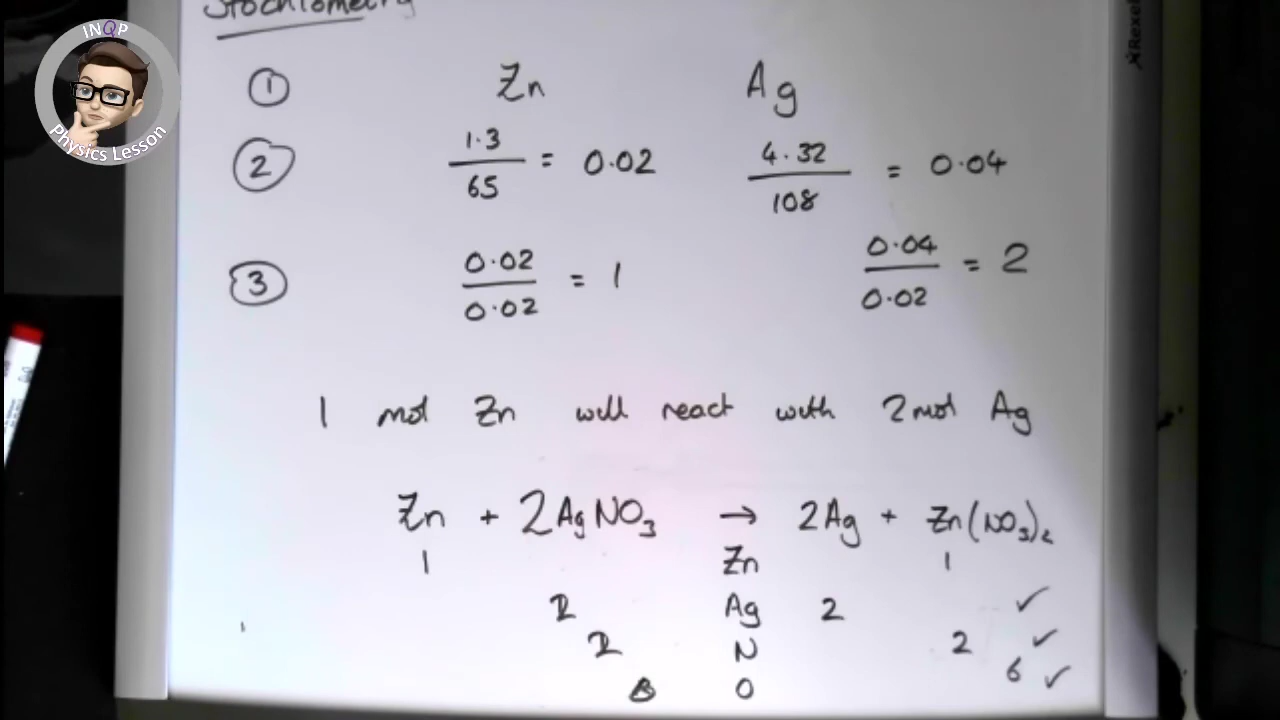 INQP
Physics Lesson
Rexel
Stochiometry
① Zn Ag
② 1.3/65 = 0.02 4.32/108 = 0.04
③ 0.02/0.02 = 1 0.04/0.02 = 2
1 mol Zn will react with 2 mol Ag
Zn + 2AgNO₃ → 2Ag + Zn(NO₃)₂
1 Zn 1
2 Ag 2 ✓
2 N 2 ✓
O 6 ✓